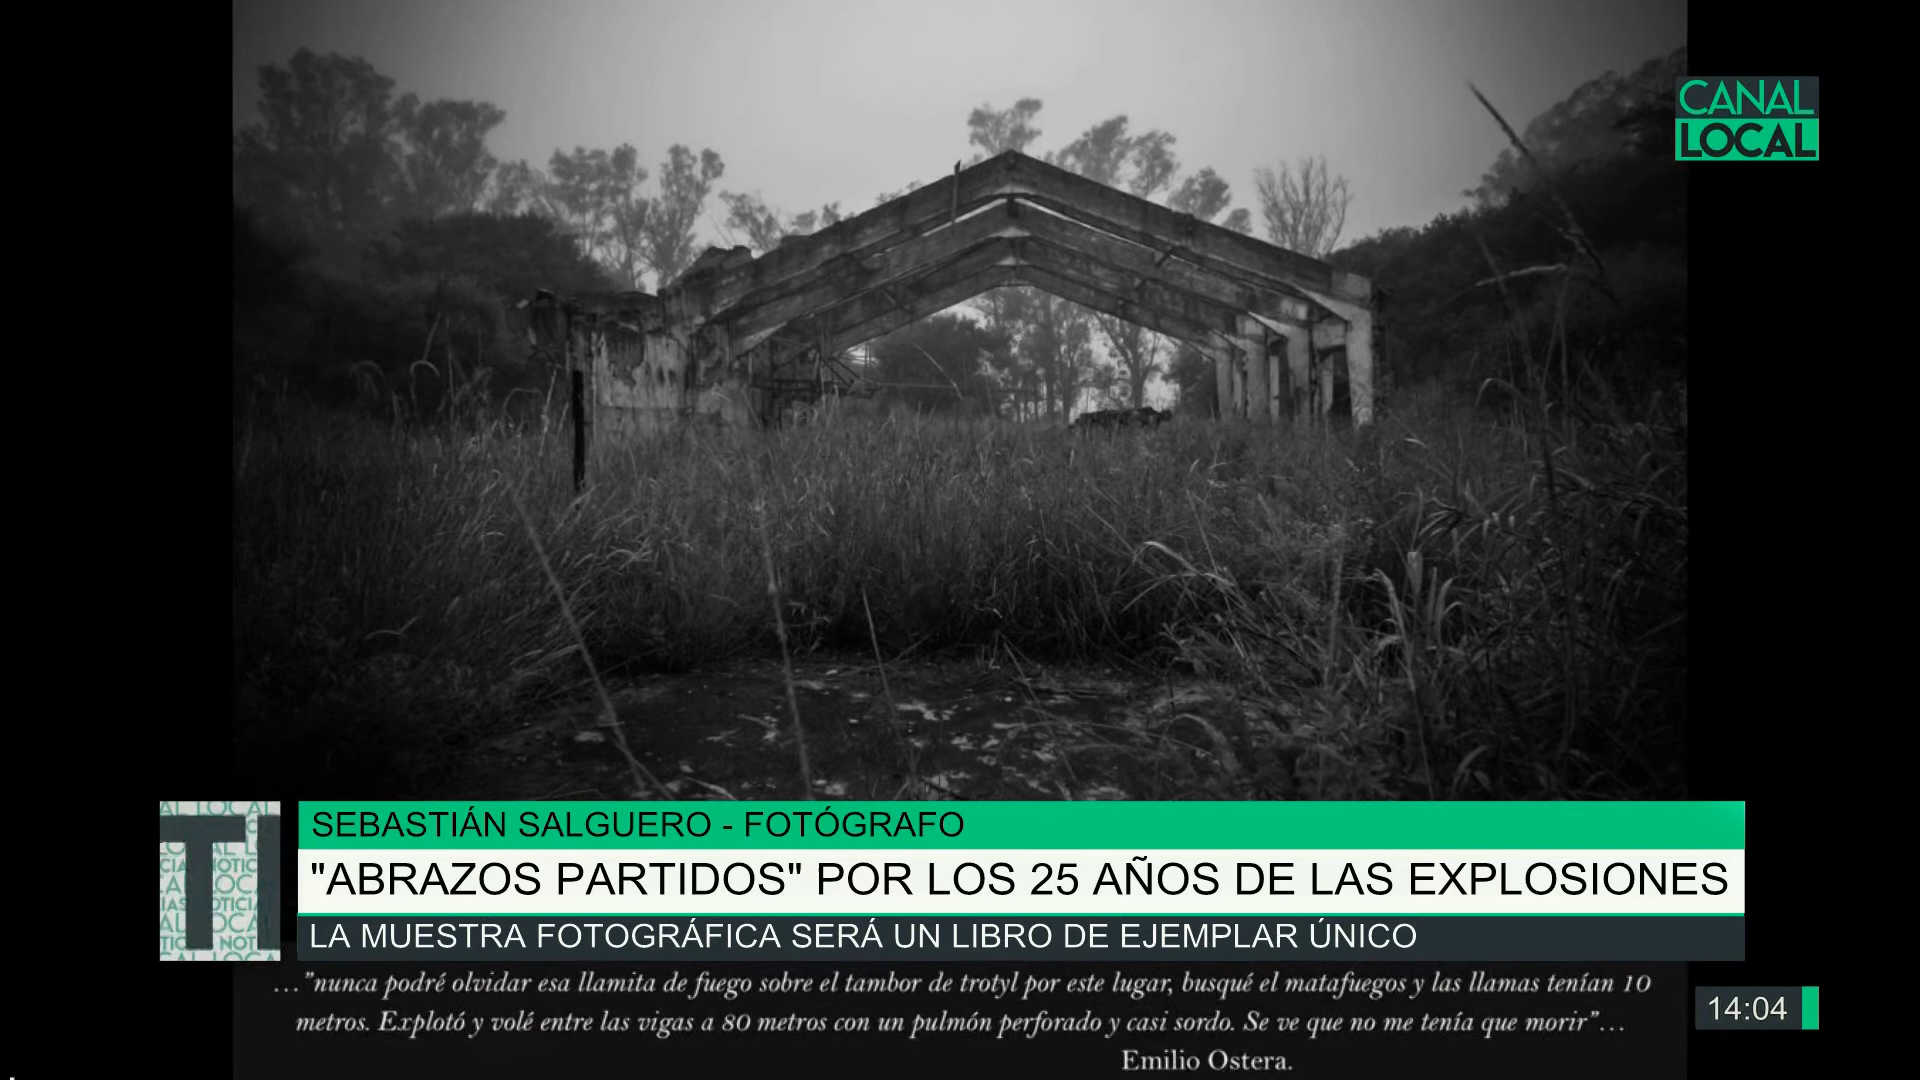 CANAL
LOCAL
SEBASTIÁN SALGUERO - FOTÓGRAFO
"ABRAZOS PARTIDOS" POR LOS 25 AÑOS DE LAS EXPLOSIONES
LA MUESTRA FOTOGRÁFICA SERÁ UN LIBRO DE EJEMPLAR ÚNICO
..."nunca podré olvidar esa llamita de fuego sobre el tambor de trotyl por este lugar, busqué el matafuegos y las llamas tenían 10
metros. Explotó y volé entre las vigas a 80 metros con un pulmón perforado y casi sordo. Se ve que no me tenía que morir"...
Emilio Ostera.
14:04